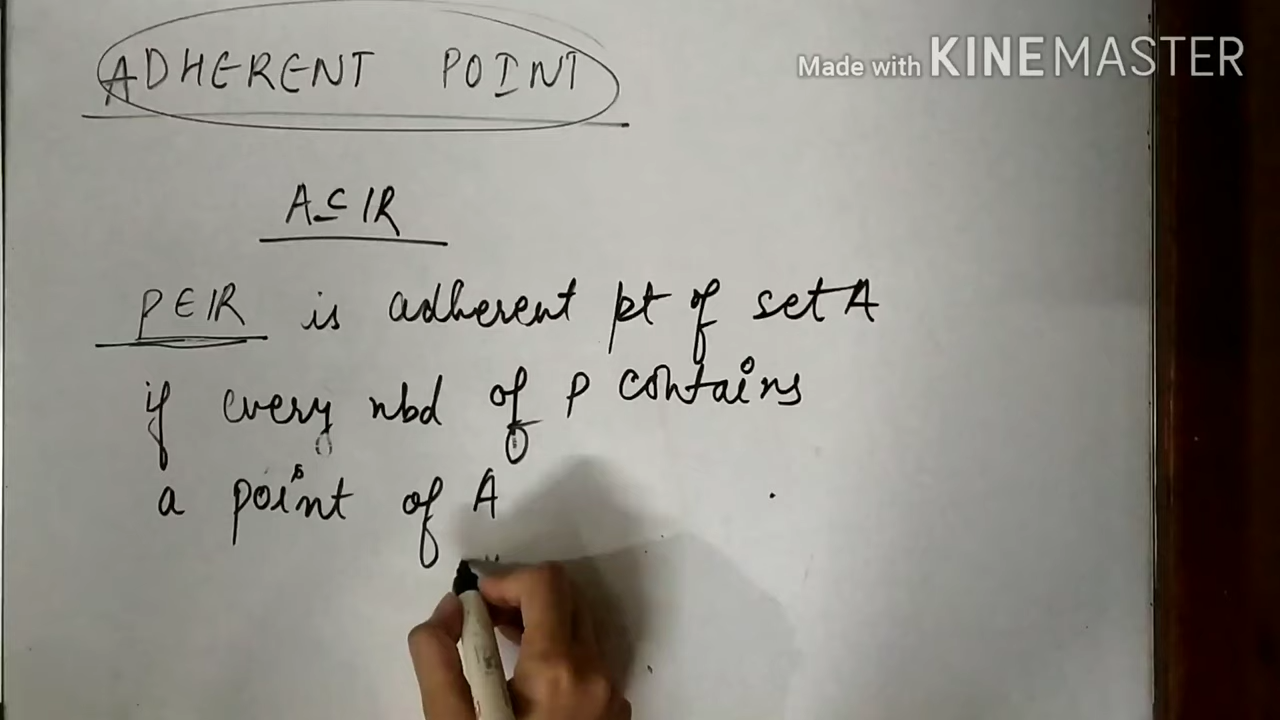 ADHERENT POINT
Made with KINEMASTER
A ⊆ ℝ
P ∈ ℝ is adherent pt of set A
if every nbd of P contains
a point of A